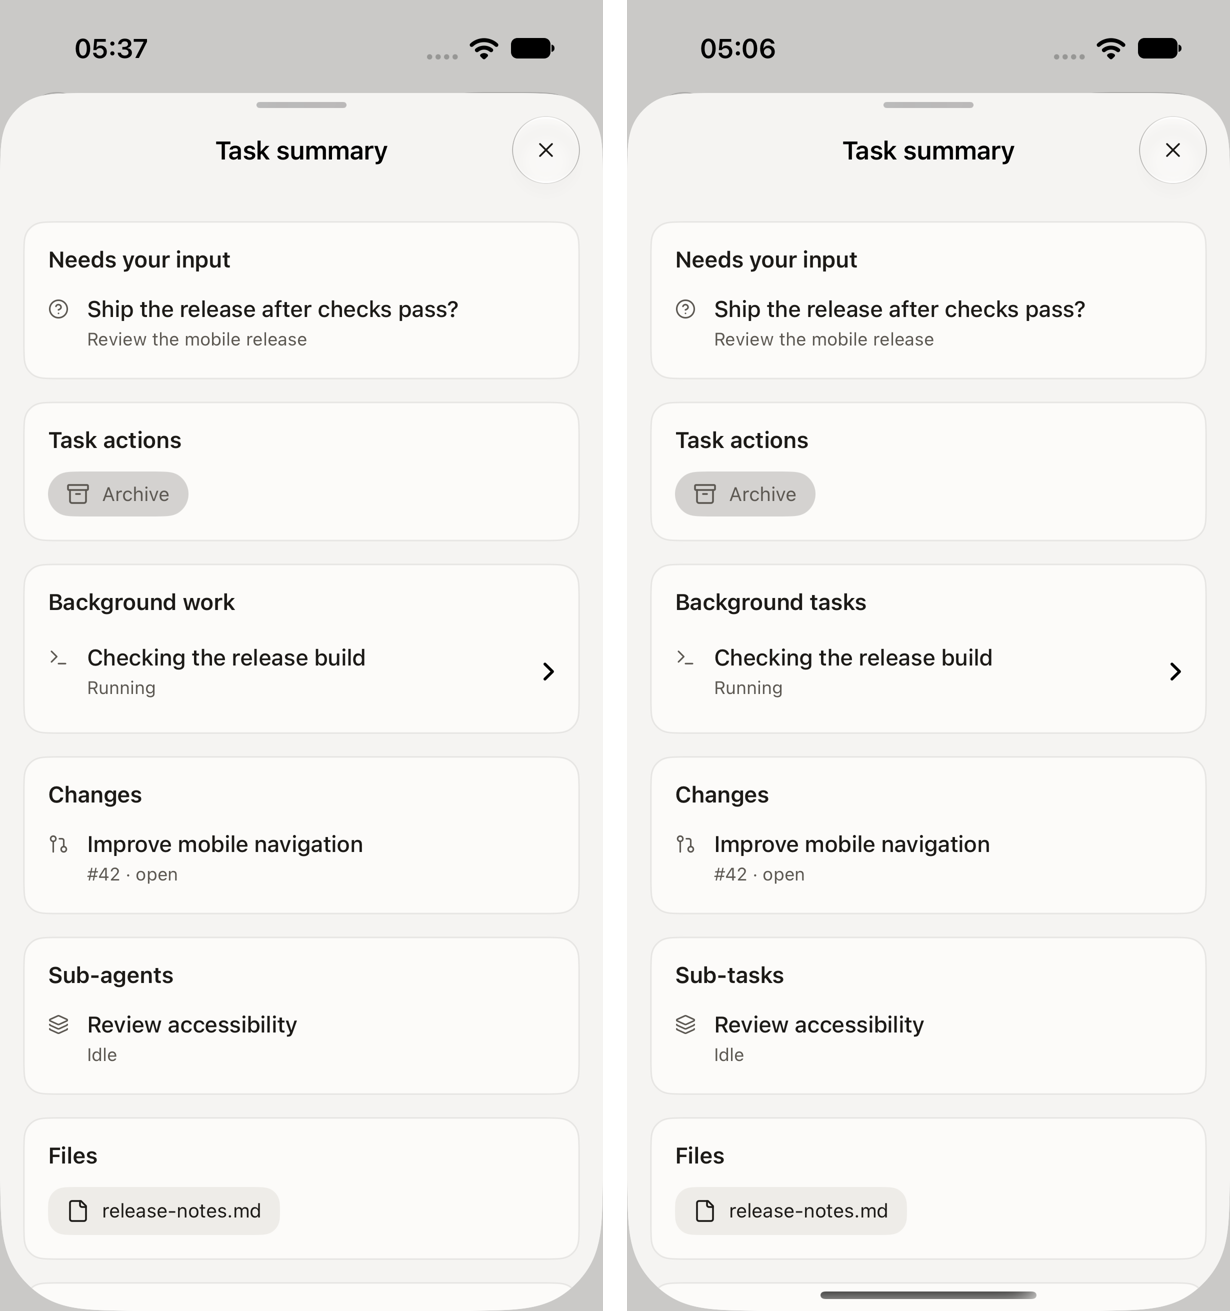 05:37
Task summary
Needs your input
Ship the release after checks pass?
Review the mobile release
Task actions
Archive
Background work
Checking the release build
Running
Changes
Improve mobile navigation
#42 · open
Sub-agents
Review accessibility
Idle
Files
release-notes.md
05:06
Task summary
Needs your input
Ship the release after checks pass?
Review the mobile release
Task actions
Archive
Background tasks
Checking the release build
Running
Changes
Improve mobile navigation
#42 · open
Sub-tasks
Review accessibility
Idle
Files
release-notes.md